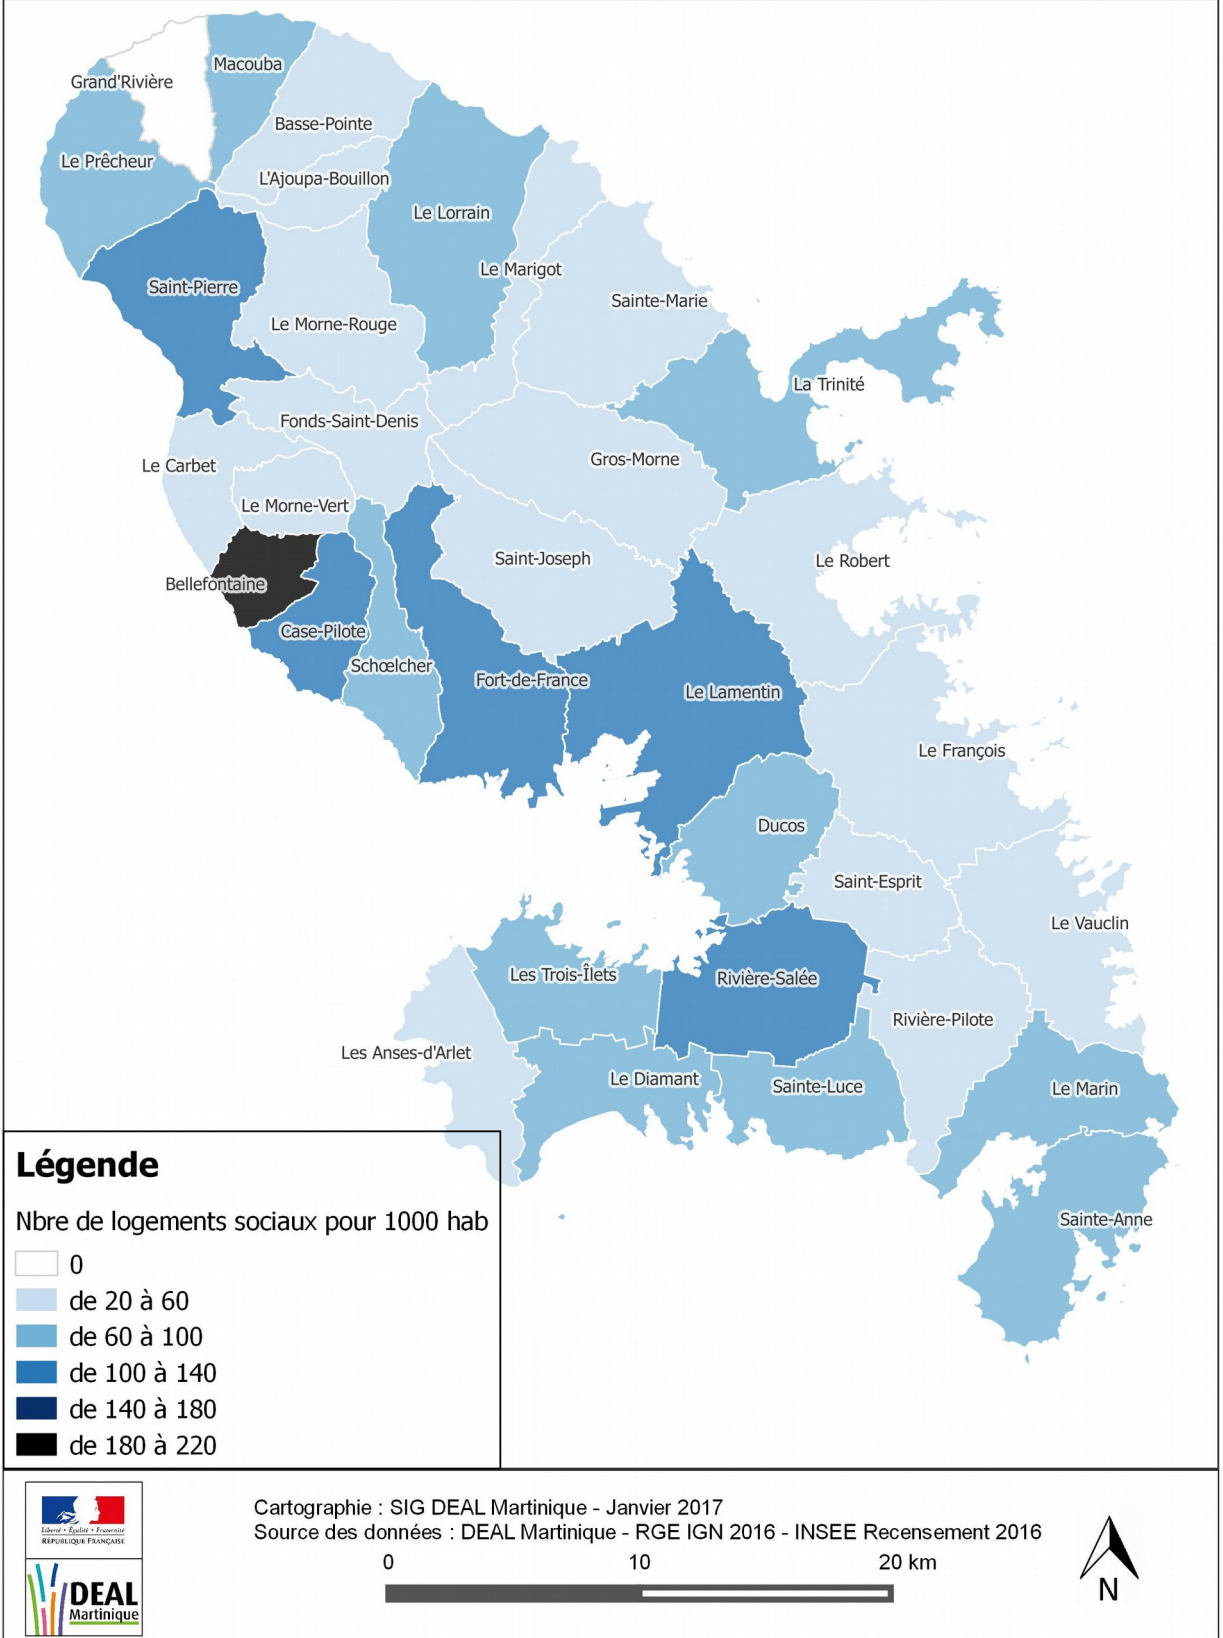 Macouba
Grand'Rivière
Basse-Pointe
Le Prêcheur
L'Ajoupa-Bouillon
Le Lorrain
Le Marigot
Saint-Pierre
Sainte-Marie
Le Morne-Rouge
La Trinité
Fonds-Saint-Denis
Gros-Morne
Le Carbet
Le Morne-Vert
Saint-Joseph
Le Robert
Bellefontaine
Case-Pilote
Schœlcher
Fort-de-France
Le Lamentin
Le François
Ducos
Saint-Esprit
Le Vauclin
Les Trois-Îlets
Rivière-Salée
Rivière-Pilote
Les Anses-d'Arlet
Le Diamant
Sainte-Luce
Le Marin
Sainte-Anne
Légende
Nbre de logements sociaux pour 1000 hab
0
de 20 à 60
de 60 à 100
de 100 à 140
de 140 à 180
de 180 à 220
Liberté • Égalité • Fraternité
RÉPUBLIQUE FRANÇAISE
DEAL
Martinique
Cartographie : SIG DEAL Martinique - Janvier 2017
Source des données : DEAL Martinique - RGE IGN 2016 - INSEE Recensement 2016
0 10 20 km
N